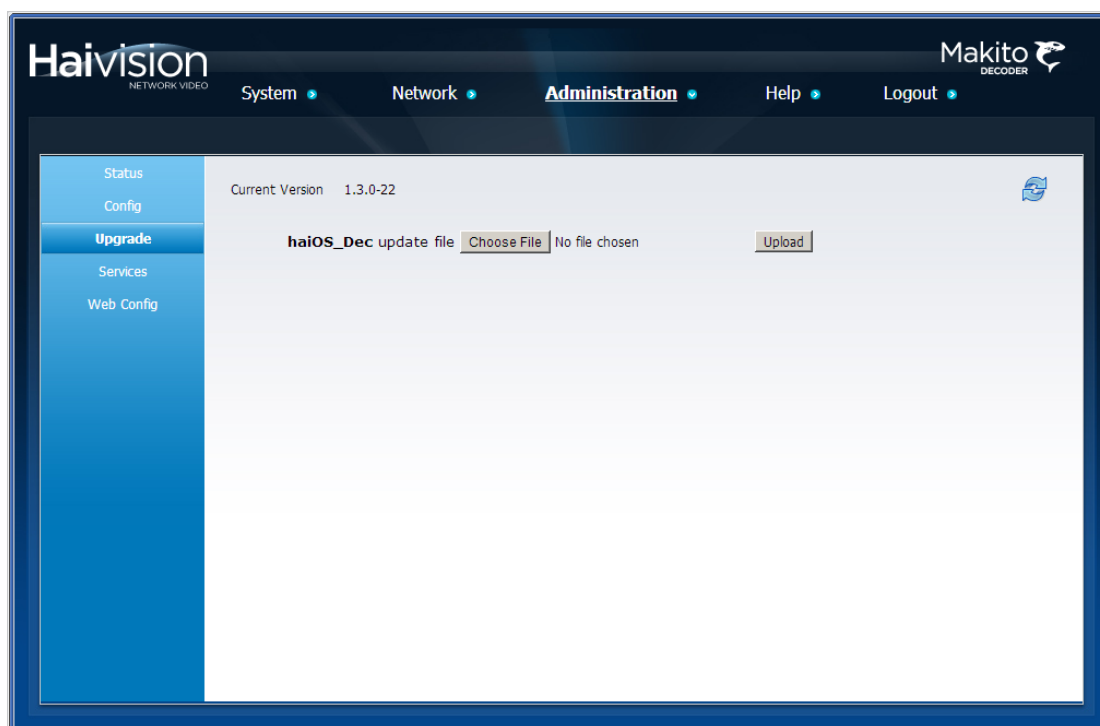 Haivision
NETWORK VIDEO
Makito
DECODER
System
Network
Administration
Help
Logout
Status
Config
Upgrade
Services
Web Config
Current Version 1.3.0-22
haiOS_Dec update file Choose File No file chosen Upload